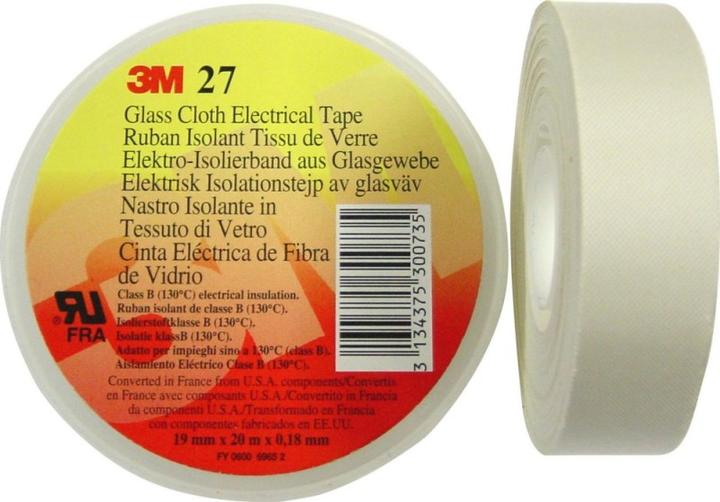 3M 27
Glass Cloth Electrical Tape
Ruban Isolant Tissu de Verre
Elektro-Isolierband aus Glasgewebe
Elektrisk Isolationstejp av glasväv
Nastro Isolante in
Tessuto di Vetro
Cinta Eléctrica de Fibra
de Vidrio
Class B (130°C) electrical insulation.
Ruban isolant de classe B (130°C).
Isolierstoffklasse B (130°C).
Isolatie klassB (130°C).
Adatto per impieghi sino a 130°C (class B).
Aislamiento Eléctrico Clase B (130°C).
®
FRA
3 134375 300735
Converted in France from U.S.A. components/Convertis
en France avec composants U.S.A./Convertito in Francia
da componenti U.S.A./Transformado en Francia
con componentes fabricados en EE.UU.
19 mm x 20 m x 0,18 mm
FY 0600 6965 2